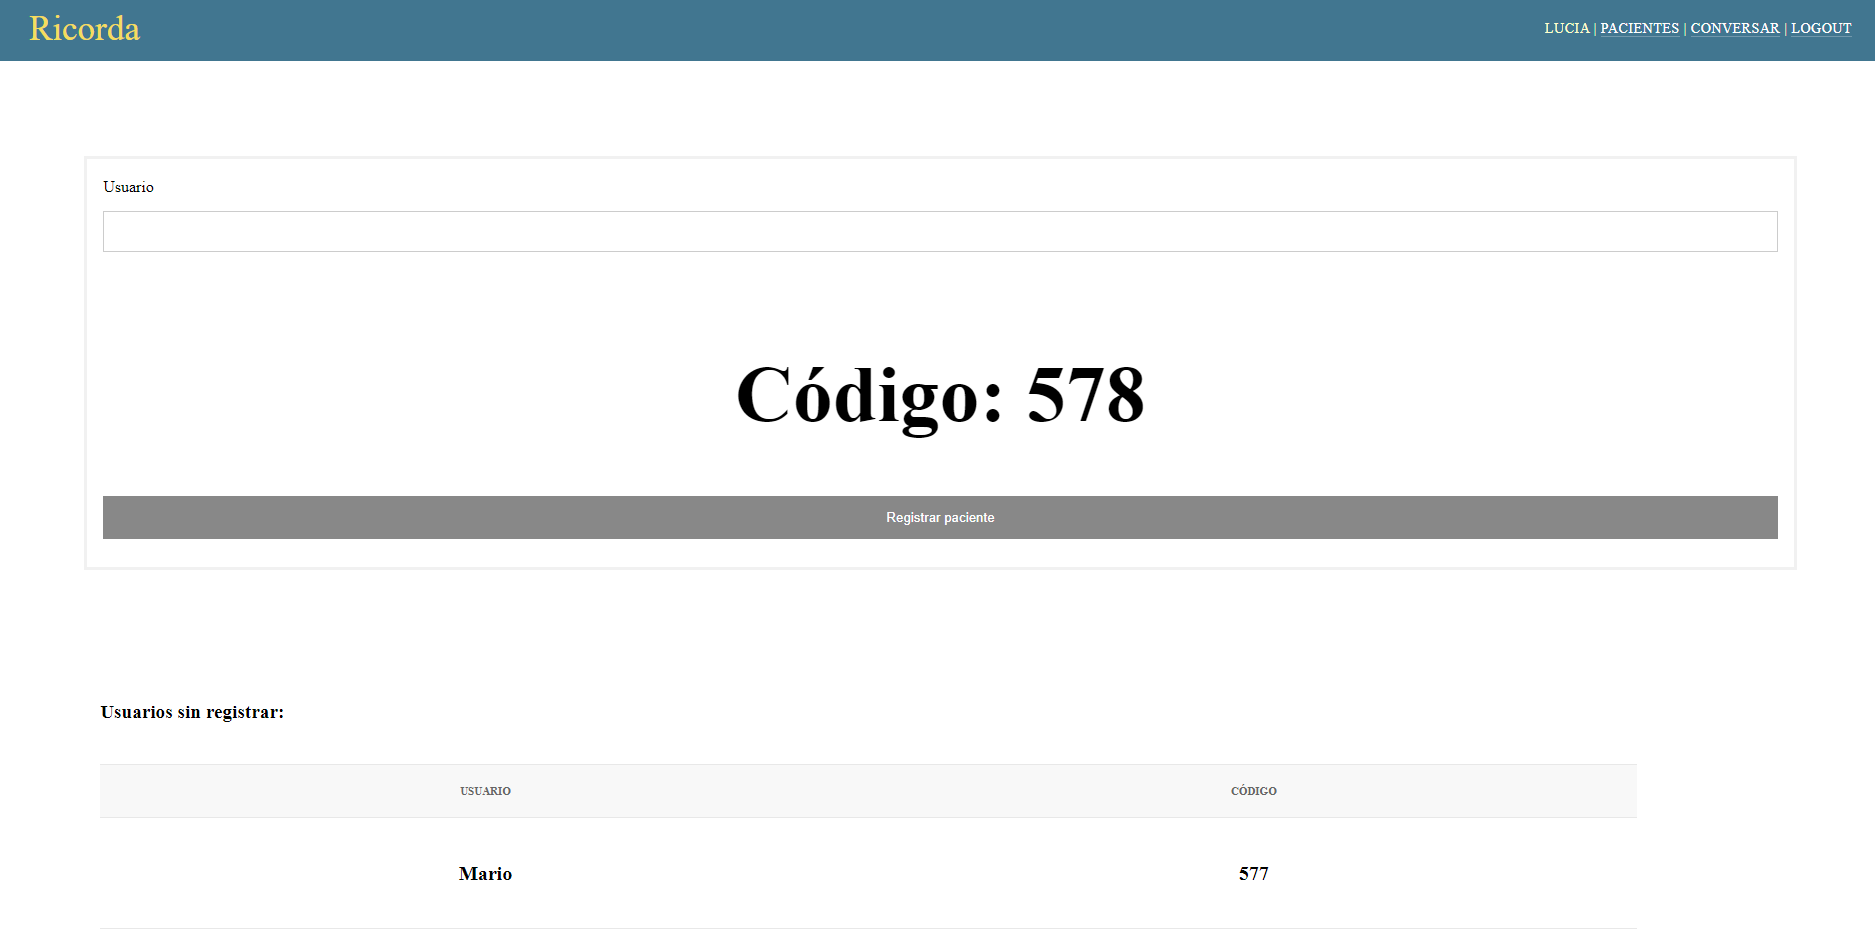 Ricorda
LUCIA | PACIENTES | CONVERSAR | LOGOUT
Usuario
Código: 578
Registrar paciente
Usuarios sin registrar:
USUARIO CÓDIGO
Mario 577